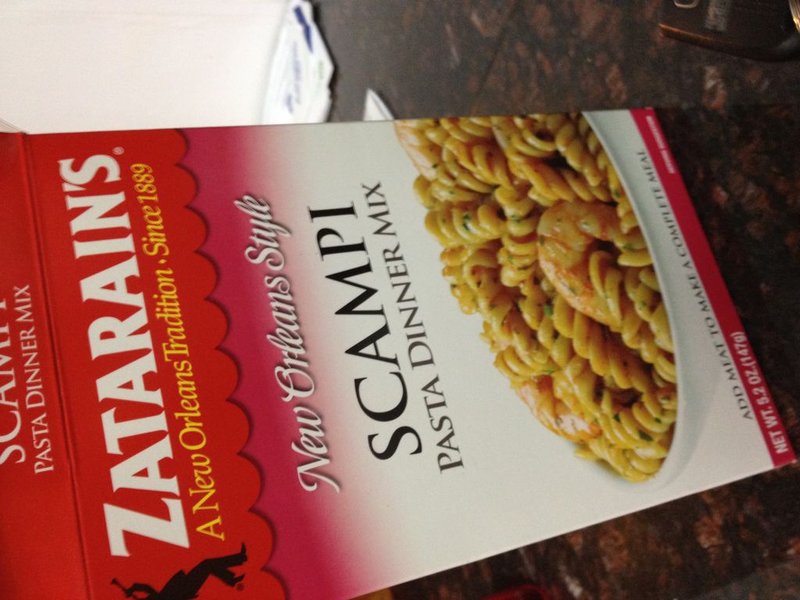 SCAMPI
PASTA DINNER MIX
ZATARAIN'S®
A New Orleans Tradition • Since 1889
New Orleans Style
SCAMPI
PASTA DINNER MIX
ADD MEAT TO MAKE A COMPLETE MEAL
NET WT. 5.2 OZ. (147g)